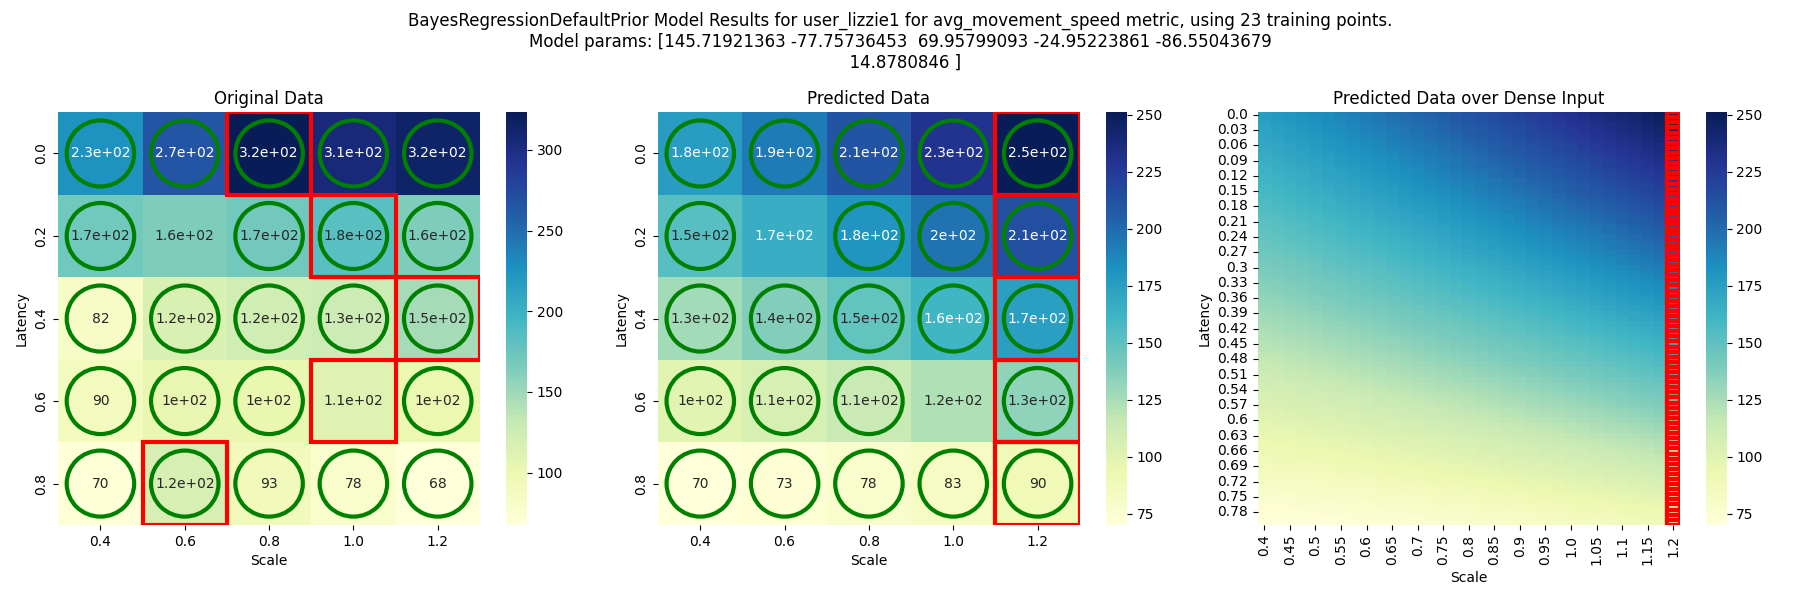 BayesRegressionDefaultPrior Model Results for user_lizzie1 for avg_movement_speed metric, using 23 training points.
Model params: [145.71921363 -77.75736453  69.95799093 -24.95223861 -86.55043679
14.8780846 ]
Original Data
2.3e+02 2.7e+02 3.2e+02 3.1e+02 3.2e+02
1.7e+02 1.6e+02 1.7e+02 1.8e+02 1.6e+02
82 1.2e+02 1.2e+02 1.3e+02 1.5e+02
90 1e+02 1e+02 1.1e+02 1e+02
70 1.2e+02 93 78 68
0.0
0.2
0.4
0.6
0.8
Latency
0.4 0.6 0.8 1.0 1.2
Scale
300
250
200
150
100
Predicted Data
1.8e+02 1.9e+02 2.1e+02 2.3e+02 2.5e+02
1.5e+02 1.7e+02 1.8e+02 2e+02 2.1e+02
1.3e+02 1.4e+02 1.5e+02 1.6e+02 1.7e+02
1e+02 1.1e+02 1.1e+02 1.2e+02 1.3e+02
70 73 78 83 90
0.0
0.2
0.4
0.6
0.8
Latency
0.4 0.6 0.8 1.0 1.2
Scale
250
225
200
175
150
125
100
75
Predicted Data over Dense Input
0.0
0.03
0.06
0.09
0.12
0.15
0.18
0.21
0.24
0.27
0.3
0.33
0.36
0.39
0.42
0.45
0.48
0.51
0.54
0.57
0.6
0.63
0.66
0.69
0.72
0.75
0.78
Latency
0.4 0.45 0.5 0.55 0.6 0.65 0.7 0.75 0.8 0.85 0.9 0.95 1.0 1.05 1.1 1.15 1.2
Scale
250
225
200
175
150
125
100
75